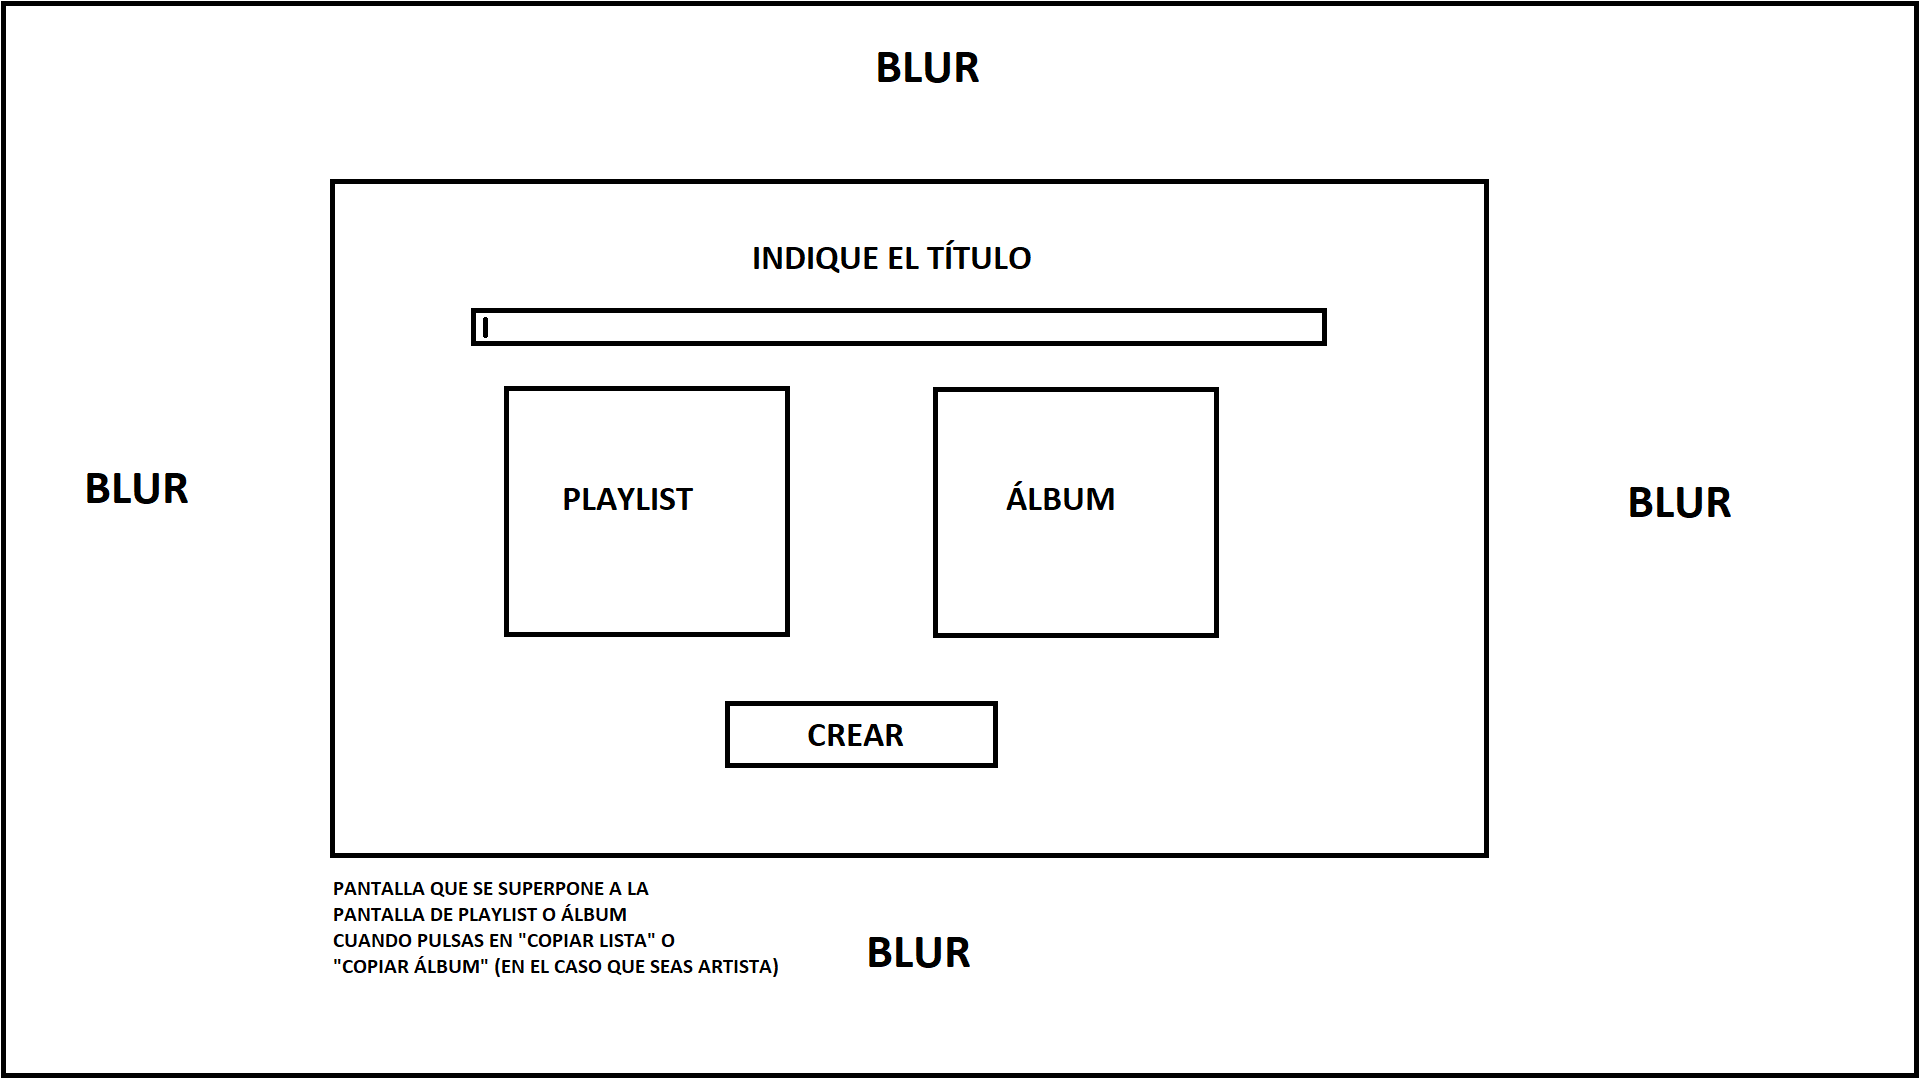 BLUR
INDIQUE EL TÍTULO
PLAYLIST
ÁLBUM
BLUR
BLUR
CREAR
PANTALLA QUE SE SUPERPONE A LA
PANTALLA DE PLAYLIST O ÁLBUM
CUANDO PULSAS EN "COPIAR LISTA" O
"COPIAR ÁLBUM" (EN EL CASO QUE SEAS ARTISTA)
BLUR